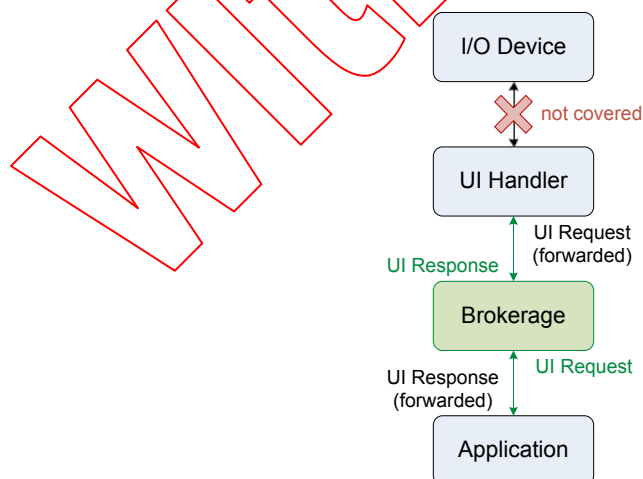 I/O Device
not covered
UI Handler
UI Request
(forwarded)
UI Response
Brokerage
UI Request
UI Response
(forwarded)
Application